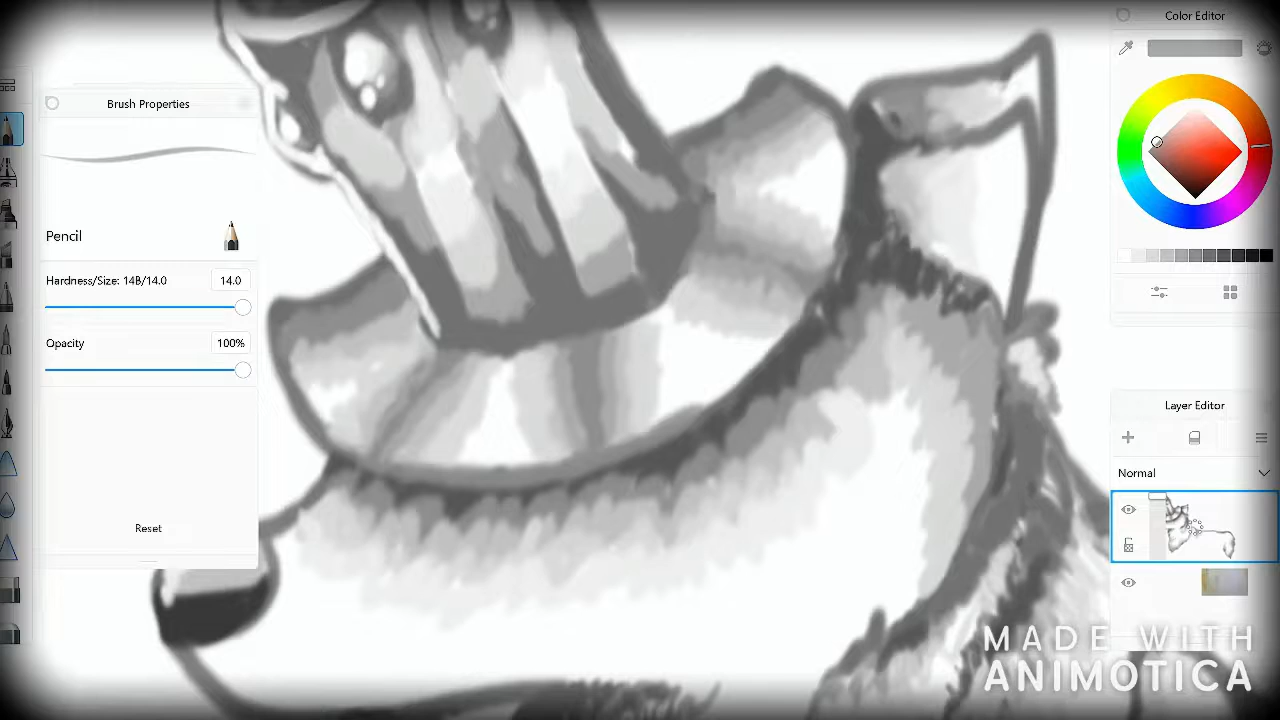 Color Editor
Brush Properties
Pencil
Hardness/Size: 14B/14.0
14.0
Opacity
100%
Reset
Layer Editor
Normal
MADE WITH
ANIMOTICA